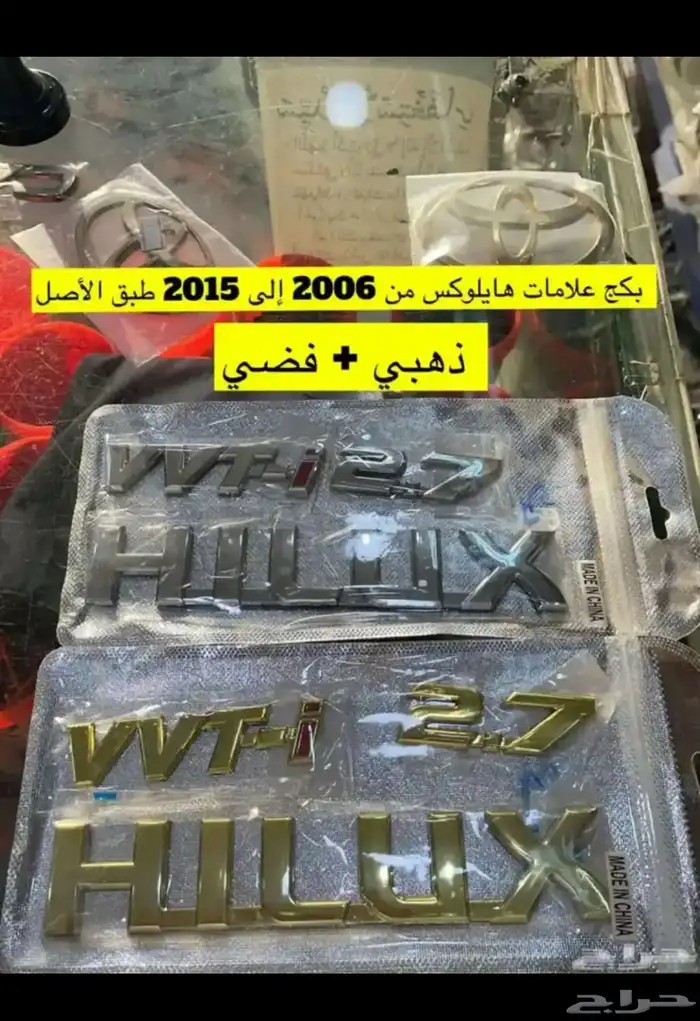 بكج علامات هايلوكس من 2006 إلى 2015 طبق الأصل
ذهبي + فضي
VVT-i 2.7
HILUX
MADE IN CHINA
VVT-i 2.7
HILUX
MADE IN CHINA
حراج
حراج